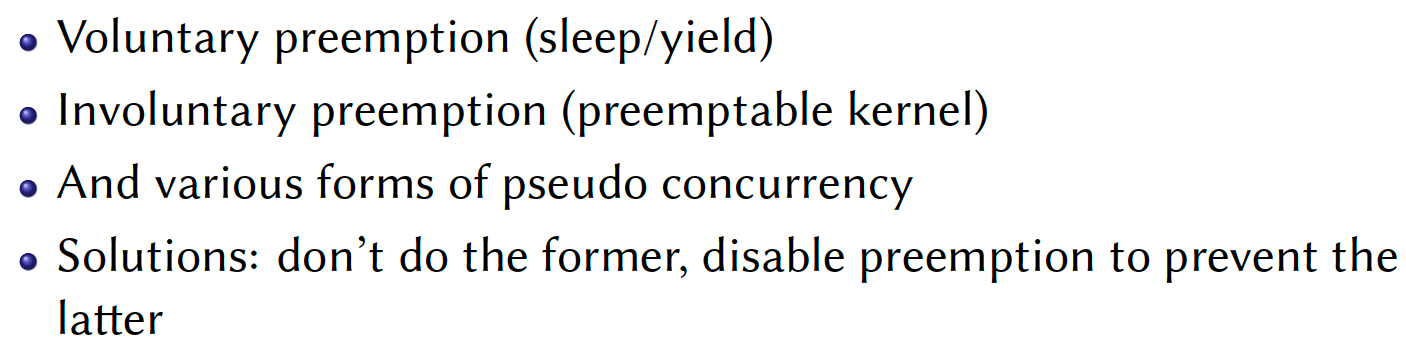 Voluntary preemption (sleep/yield)
Involuntary preemption (preemptable kernel)
And various forms of pseudo concurrency
Solutions: don’t do the former, disable preemption to prevent the
latter